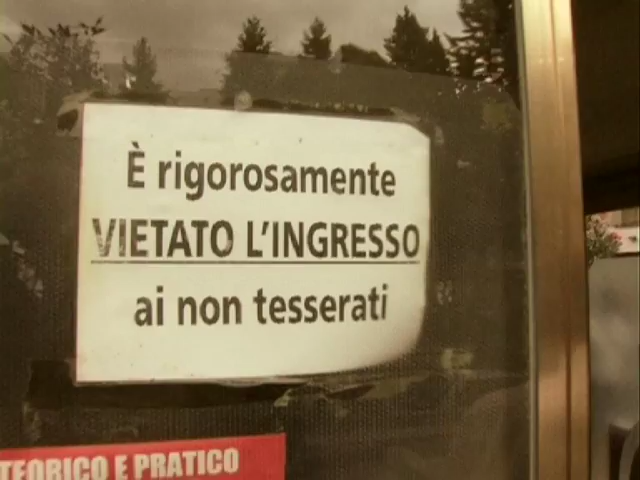 È rigorosamente
VIETATO L'INGRESSO
ai non tesserati
TEORICO E PRATICO